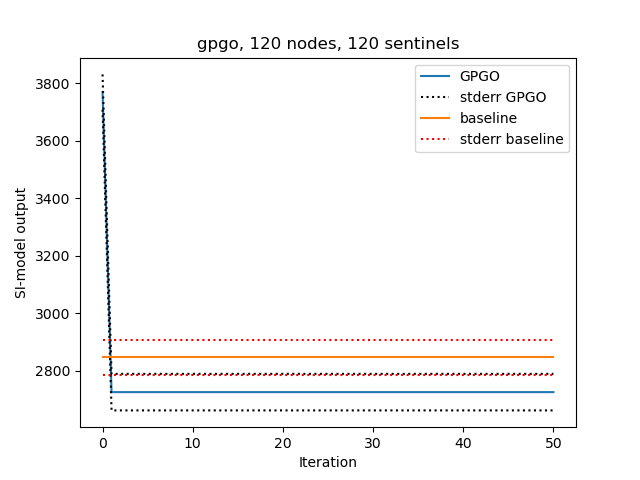 gpgo, 120 nodes, 120 sentinels
GPGO
stderr GPGO
baseline
stderr baseline
SI-model output
3800
3600
3400
3200
3000
2800
0 10 20 30 40 50
Iteration